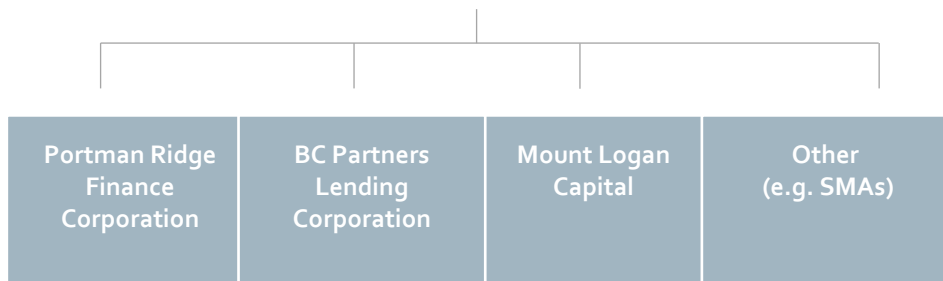 Portman Ridge
Finance
Corporation
BC Partners
Lending
Corporation
Mount Logan
Capital
Other
(e.g. SMAs)